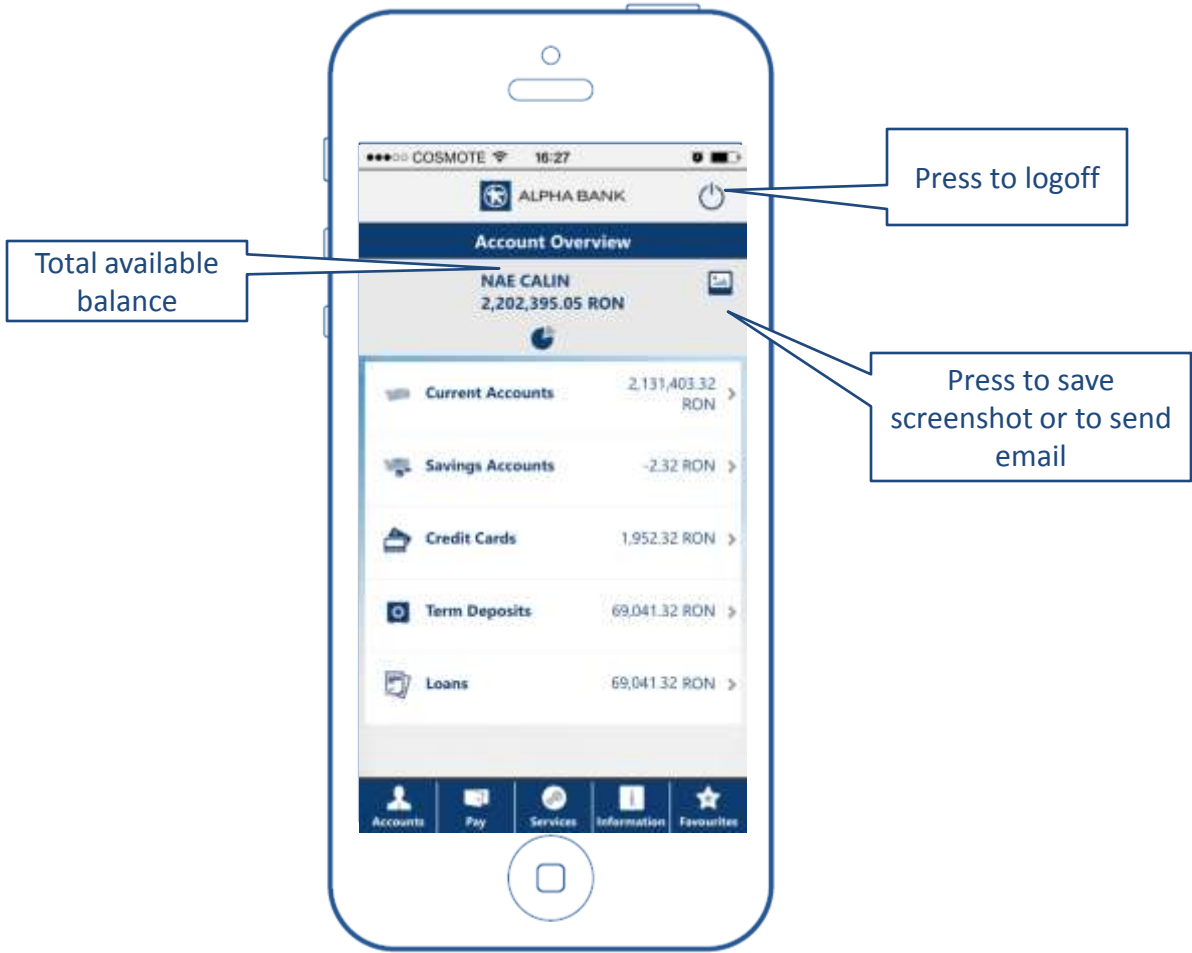 COSMOTE 16:27
ALPHA BANK
Press to logoff
Account Overview
Total available
balance
NAE CALIN
2,202,395.05 RON
Press to save
screenshot or to send
email
Current Accounts 2,131,403.32
RON
Savings Accounts -2.32 RON
Credit Cards 1,952.32 RON
Term Deposits 69,041.32 RON
Loans 69,041.32 RON
Accounts Pay Services Information Favourites